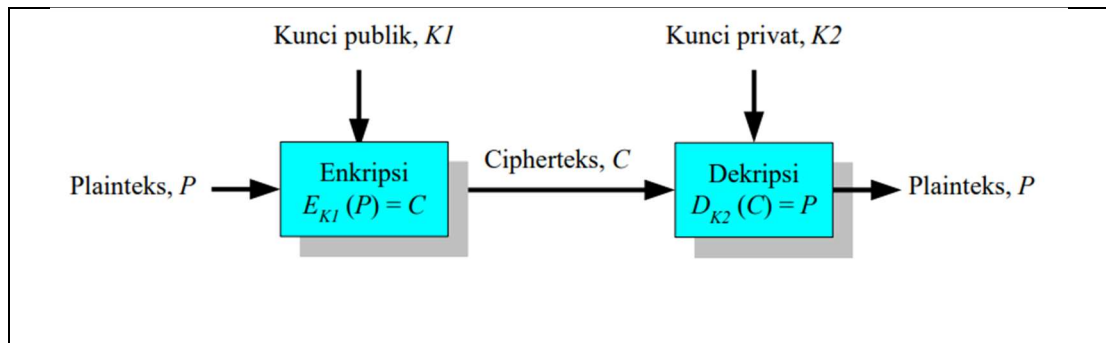 Kunci publik, K1
Kunci privat, K2
Plainteks, P
Enkripsi
E_K1 (P) = C
Cipherteks, C
Dekripsi
D_K2 (C) = P
Plainteks, P